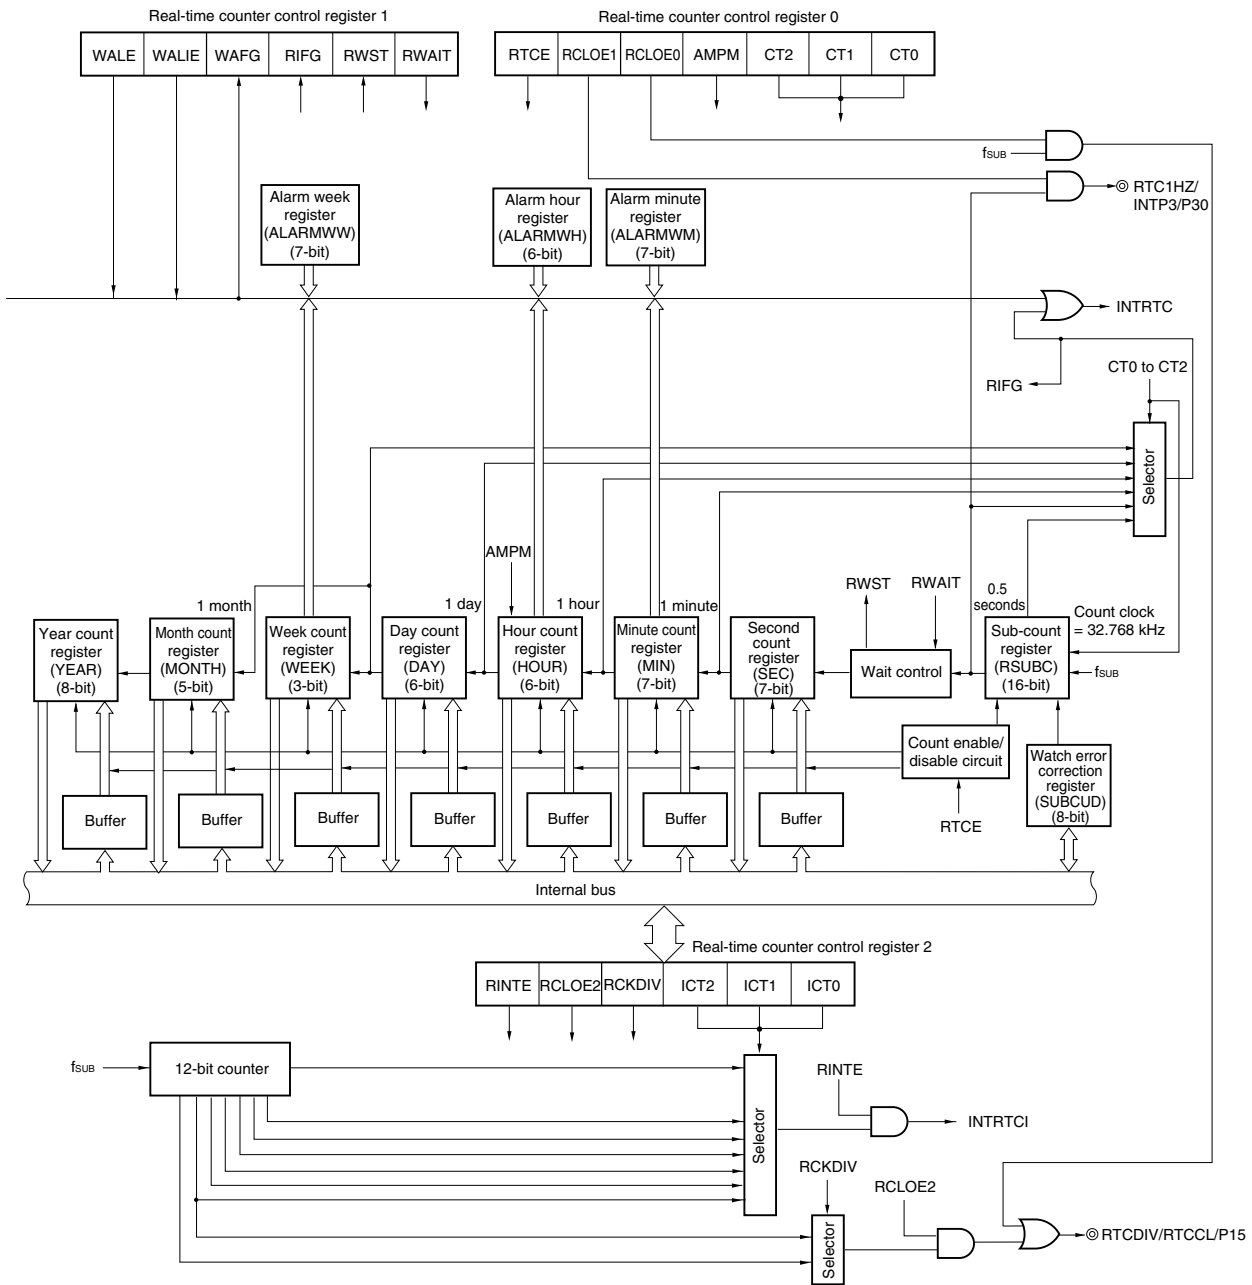 Real-time counter control register 1
Real-time counter control register 0
WALE WALIE WAFG RIFG RWST RWAIT
RTCE RCLOE1 RCLOE0 AMPM CT2 CT1 CT0
fSUB
RTC1HZ/
INTP3/P30
Alarm week
register
(ALARMWW)
(7-bit)
Alarm hour
register
(ALARMWH)
(6-bit)
Alarm minute
register
(ALARMWM)
(7-bit)
INTRTC
RIFG
CT0 to CT2
Selector
AMPM
RWST
RWAIT
0.5
seconds
Count clock
= 32.768 kHz
1 month
1 day
1 hour
1 minute
Year count
register
(YEAR)
(8-bit)
Month count
register
(MONTH)
(5-bit)
Week count
register
(WEEK)
(3-bit)
Day count
register
(DAY)
(6-bit)
Hour count
register
(HOUR)
(6-bit)
Minute count
register
(MIN)
(7-bit)
Second
count
register
(SEC)
(7-bit)
Wait control
Sub-count
register
(RSUBC)
(16-bit)
fSUB
Count enable/
disable circuit
RTCE
Watch error
correction
register
(SUBCUD)
(8-bit)
Buffer Buffer Buffer Buffer Buffer Buffer Buffer
Internal bus
Real-time counter control register 2
RINTE RCLOE2 RCKDIV ICT2 ICT1 ICT0
fSUB
12-bit counter
Selector
RINTE
INTRTCI
RCKDIV
Selector
RCLOE2
RTCDIV/RTCCL/P15